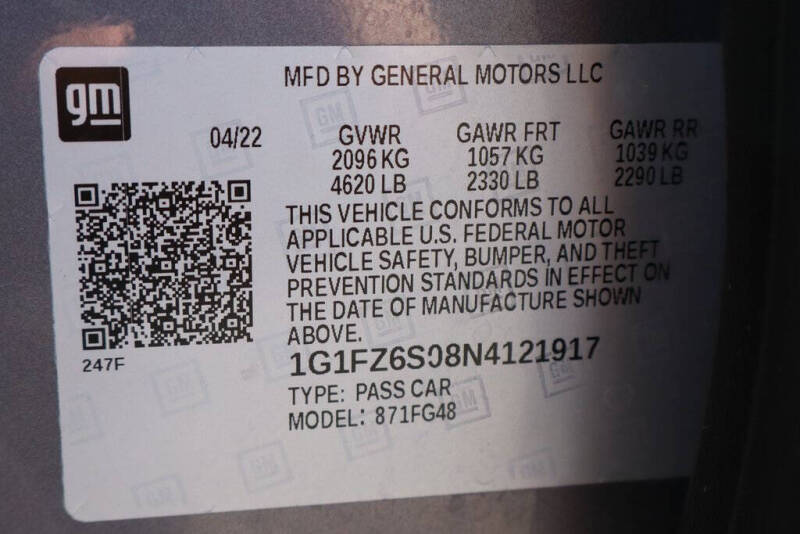 gm
MFD BY GENERAL MOTORS LLC
04/22 GVWR GAWR FRT GAWR RR
2096 KG 1057 KG 1039 KG
4620 LB 2330 LB 2290 LB
THIS VEHICLE CONFORMS TO ALL
APPLICABLE U.S. FEDERAL MOTOR
VEHICLE SAFETY, BUMPER, AND THEFT
PREVENTION STANDARDS IN EFFECT ON
THE DATE OF MANUFACTURE SHOWN
ABOVE.
247F
1G1FZ6S08N4121917
TYPE: PASS CAR
MODEL: 871FG48